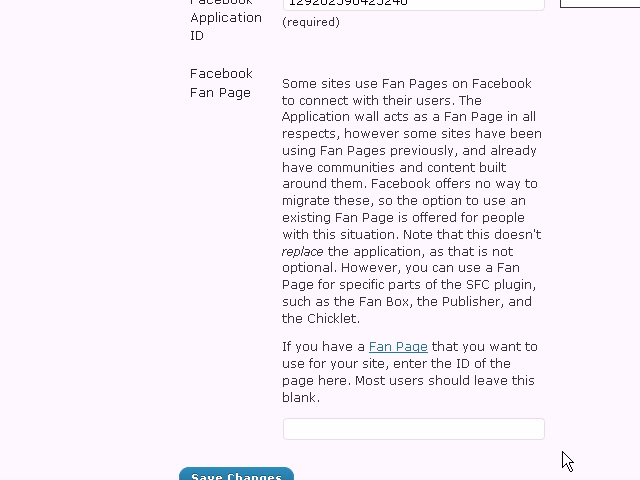 Facebook
129262590425240
Application
(required)
ID
Facebook
Fan Page
Some sites use Fan Pages on Facebook
to connect with their users. The
Application wall acts as a Fan Page in all
respects, however some sites have been
using Fan Pages previously, and already
have communities and content built
around them. Facebook offers no way to
migrate these, so the option to use an
existing Fan Page is offered for people
with this situation. Note that this doesn't
replace the application, as that is not
optional. However, you can use a Fan
Page for specific parts of the SFC plugin,
such as the Fan Box, the Publisher, and
the Chicklet.
If you have a Fan Page that you want to
use for your site, enter the ID of the
page here. Most users should leave this
blank.
Save Changes